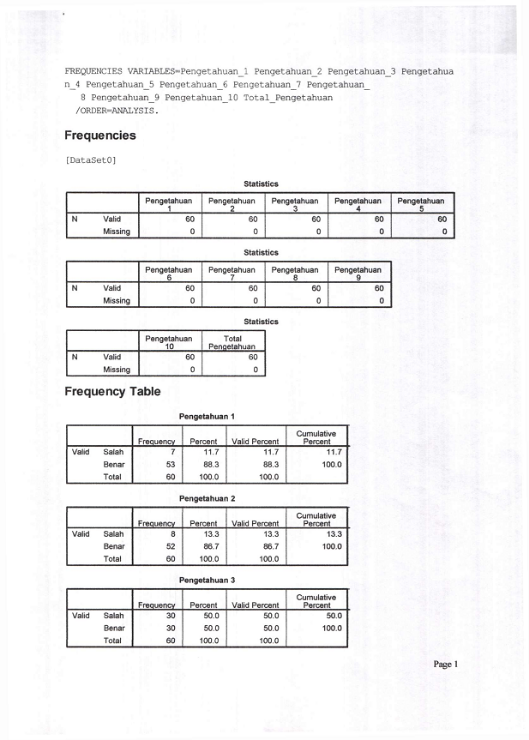 FREQUENCIES VARIABLES=Pengetahuan_1 Pengetahuan_2 Pengetahuan_3 Pengetahua
n_4 Pengetahuan_5 Pengetahuan_6 Pengetahuan_7 Pengetahuan_
8 Pengetahuan_9 Pengetahuan_10 Total_Pengetahuan
/ORDER=ANALYSIS.
Frequencies
[DataSet0]
Statistics
Pengetahuan 1 Pengetahuan 2 Pengetahuan 3 Pengetahuan 4 Pengetahuan 5
N Valid 60 60 60 60 60
Missing 0 0 0 0 0
Statistics
Pengetahuan 6 Pengetahuan 7 Pengetahuan 8 Pengetahuan 9
N Valid 60 60 60 60
Missing 0 0 0 0
Statistics
Pengetahuan 10 Total Pengetahuan
N Valid 60 60
Missing 0 0
Frequency Table
Pengetahuan 1
Frequency Percent Valid Percent Cumulative Percent
Valid Salah 7 11.7 11.7 11.7
Benar 53 88.3 88.3 100.0
Total 60 100.0 100.0
Pengetahuan 2
Frequency Percent Valid Percent Cumulative Percent
Valid Salah 8 13.3 13.3 13.3
Benar 52 86.7 86.7 100.0
Total 60 100.0 100.0
Pengetahuan 3
Frequency Percent Valid Percent Cumulative Percent
Valid Salah 30 50.0 50.0 50.0
Benar 30 50.0 50.0 100.0
Total 60 100.0 100.0
Page 1